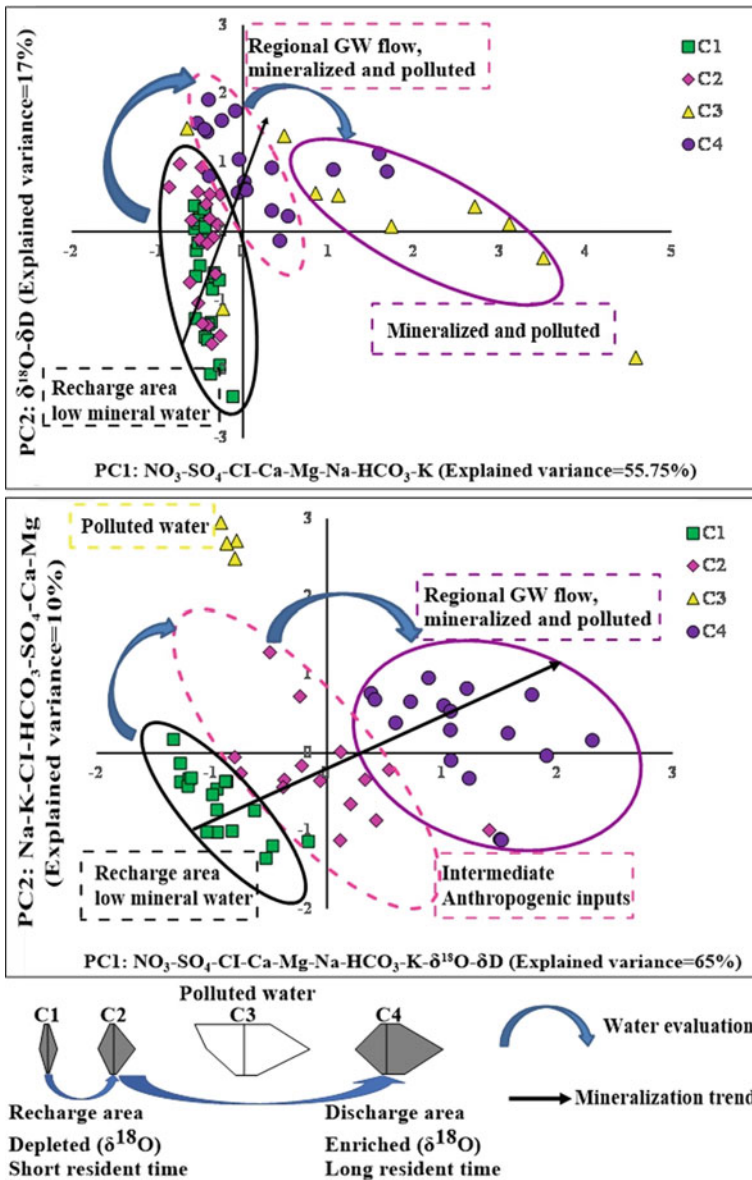 3
Regional GW flow,
mineralized and polluted
C1
C2
C3
C4
2
1
-2
-1
0
1
2
3
4
5
-1
-3
Mineralized and polluted
Recharge area
low mineral water
PC2: δ¹⁸O-δD (Explained variance=17%)
PC1: NO₃-SO₄-CI-Ca-Mg-Na-HCO₃-K (Explained variance=55.75%)
Polluted water
3
C1
C2
C3
C4
2
Regional GW flow,
mineralized and polluted
1
-2
-1
0
1
2
3
-1
-2
Recharge area
low mineral water
Intermediate
Anthropogenic inputs
PC2: Na-K-CI-HCO₃-SO₄-Ca-Mg
(Explained variance=10%)
PC1: NO₃-SO₄-CI-Ca-Mg-Na-HCO₃-K-δ¹⁸O-δD (Explained variance=65%)
Polluted water
C1
C2
C3
C4
Water evaluation
Mineralization trend
Recharge area
Discharge area
Depleted (δ¹⁸O)
Enriched (δ¹⁸O)
Short resident time
Long resident time